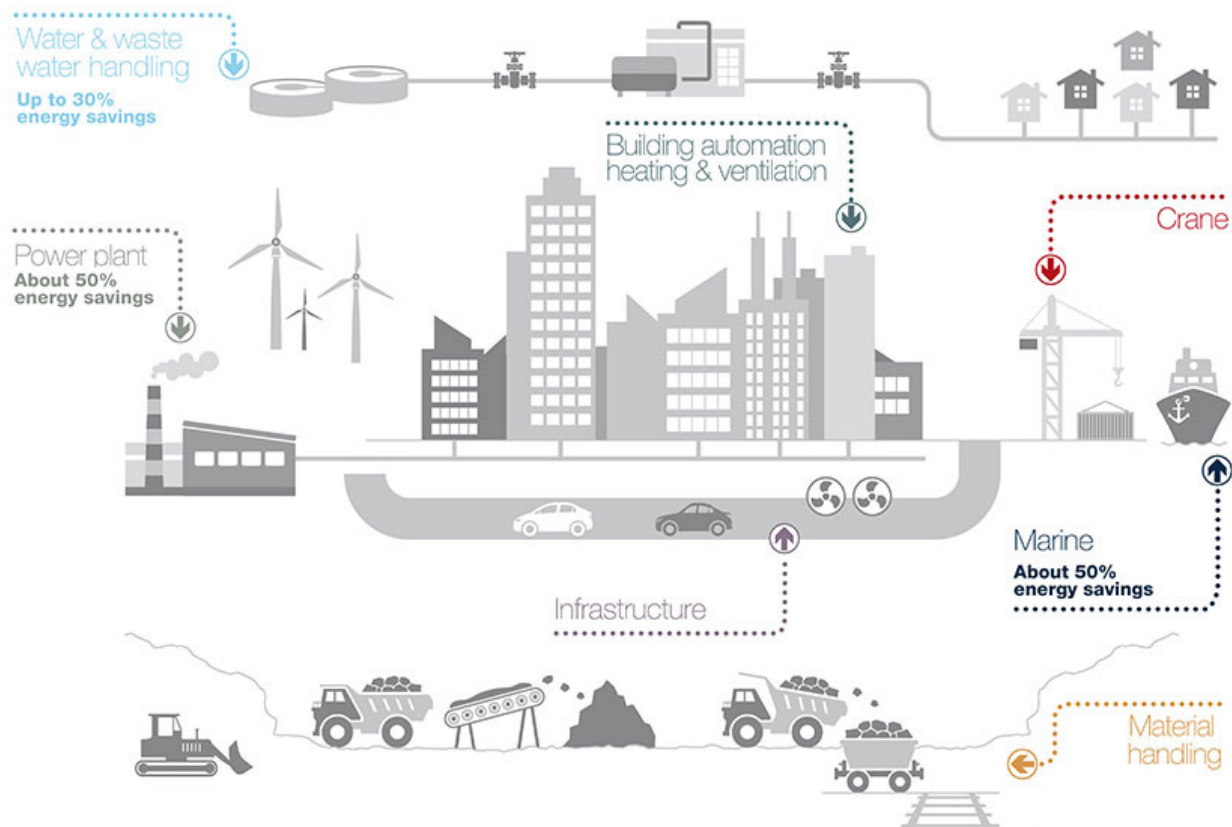 Water & waste
water handling
Up to 30%
energy savings
Building automation
heating & ventilation
Crane
Power plant
About 50%
energy savings
Marine
About 50%
energy savings
Infrastructure
Material
handling